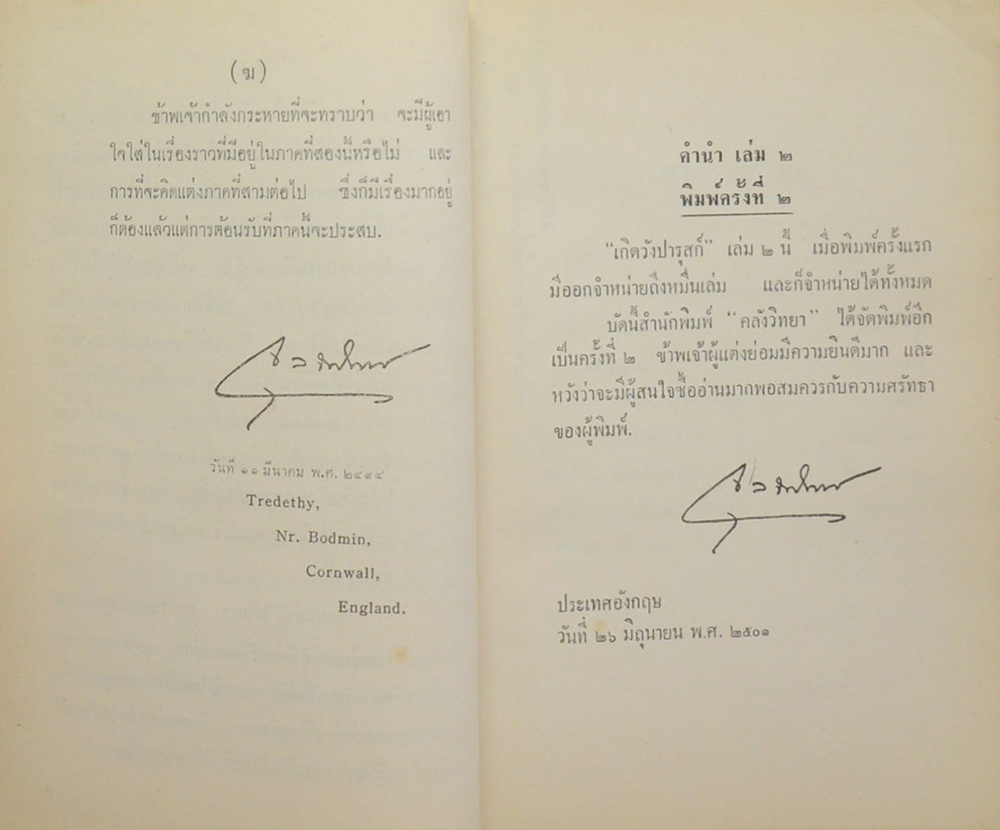 (ฆ)
ข้าพเจ้ากำลังกระหายที่จะทราบว่า จะมีผู้เอา
ใจใส่ในเรื่องราวที่มีอยู่ในภาคที่สองนี้หรือไม่ และ
การที่จะคิดแต่งภาคที่สามต่อไป ซึ่งก็มีเรื่องมากอยู่
ก็ต้องแล้วแต่การต้อนรับที่ภาคนี้จะประสบ.
วันที่ ๑๑ มีนาคม พ.ศ. ๒๔๙๔
Tredethy,
Nr. Bodmin,
Cornwall,
England.
คำนำ เล่ม ๒
พิมพ์ครั้งที่ ๒
“เกิดวังปารุสก์” เล่ม ๒ นี้ เมื่อพิมพ์ครั้งแรก
มีออกจำหน่ายถึงหมื่นเล่ม และก็จำหน่ายได้ทั้งหมด
บัดนี้สำนักพิมพ์ “คลังวิทยา” ได้จัดพิมพ์อีก
เป็นครั้งที่ ๒ ข้าพเจ้าผู้แต่งย่อมมีความยินดีมาก และ
หวังว่าจะมีผู้สนใจซื้ออ่านมากพอสมควรกับความศรัทธา
ของผู้พิมพ์.
ประเทศอังกฤษ
วันที่ ๒๖ มิถุนายน พ.ศ. ๒๕๐๑